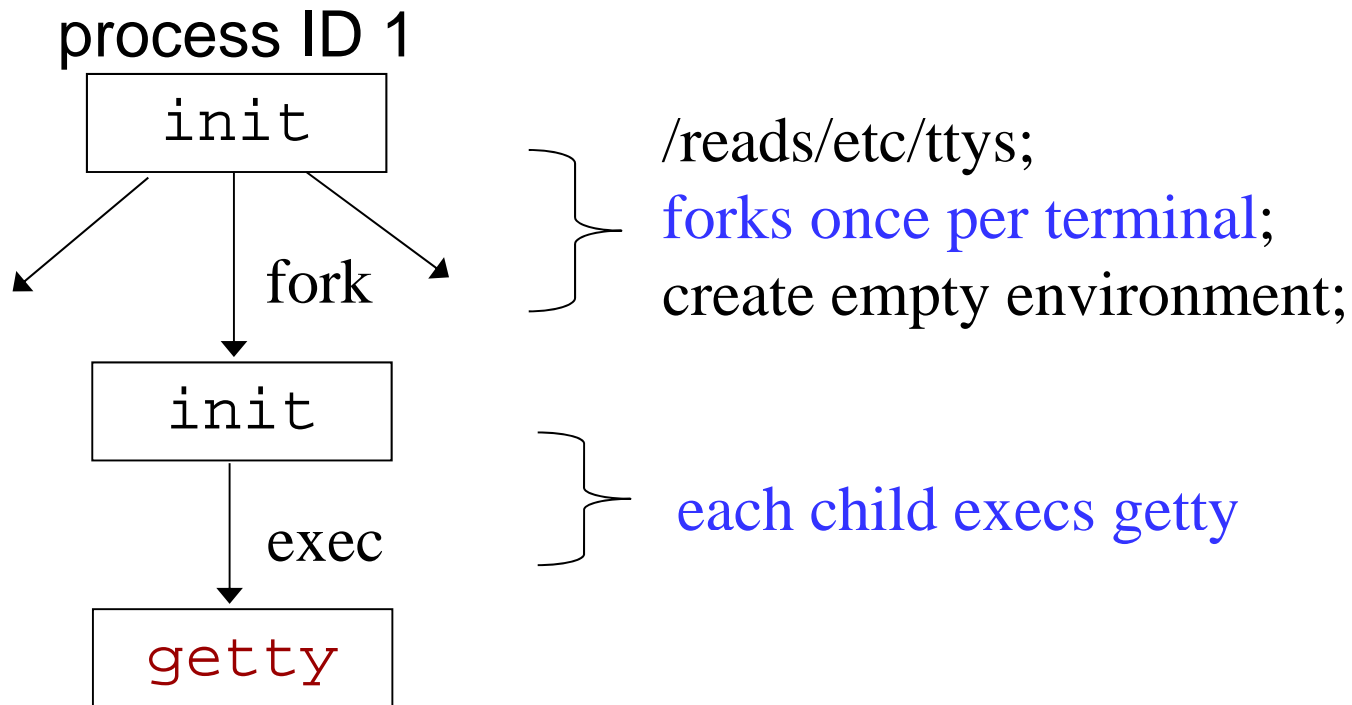 process ID 1
init
/reads/etc/ttys;
forks once per terminal;
fork
create empty environment;
init
each child execs getty
exec
getty